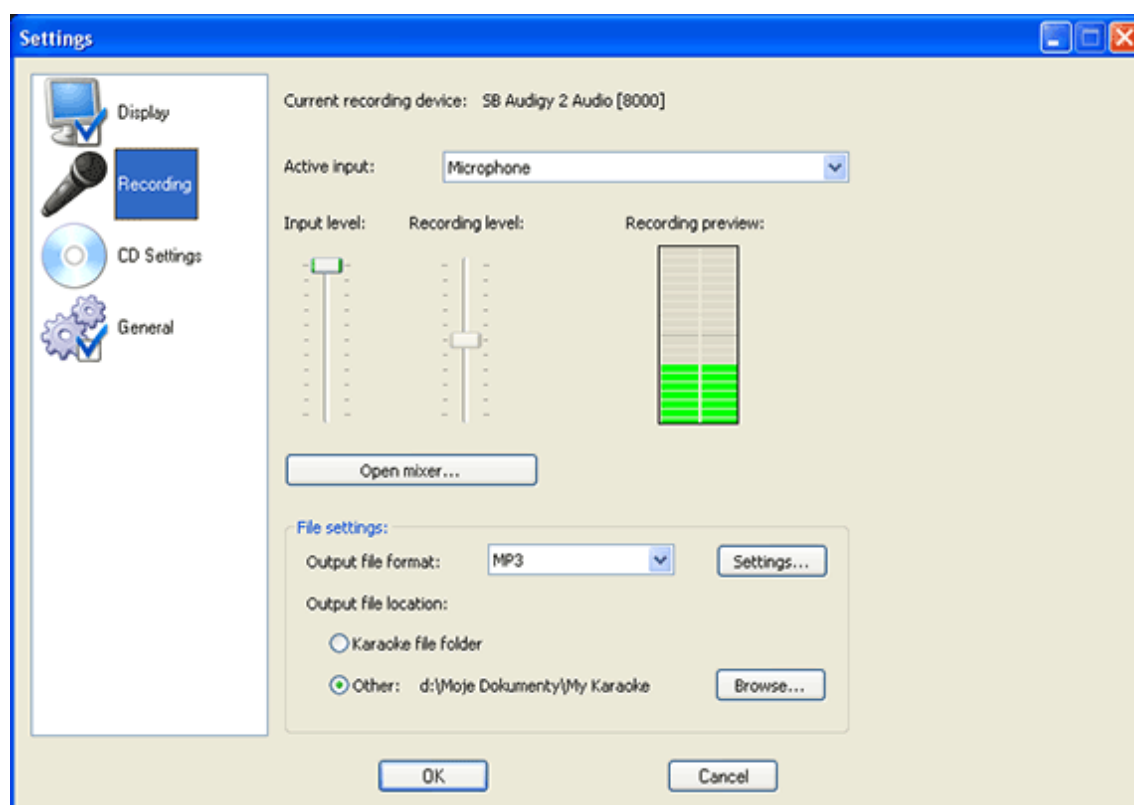 Settings
Display
Recording
CD Settings
General
Current recording device: SB Audigy 2 Audio [8000]
Active input: Microphone
Input level: Recording level: Recording preview:
Open mixer...
File settings:
Output file format: MP3 Settings...
Output file location:
Karaoke file folder
Other: d:\Moje Dokumenty\My Karaoke Browse...
OK Cancel